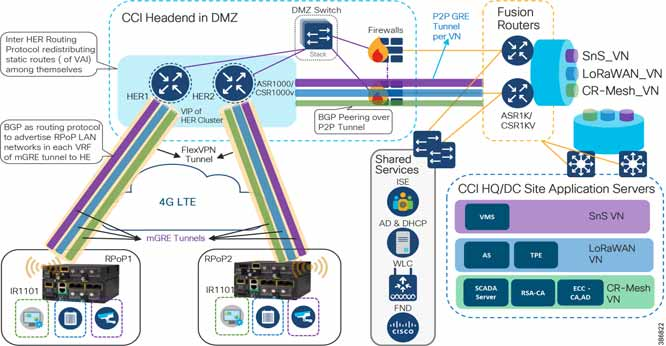 CCI Headend in DMZ
DMZ Switch
Stack
Firewalls
P2P GRE
Tunnel
per VN
Fusion
Routers
Inter HER Routing
Protocol redistributing
static routes ( of VAI)
among themselves
HER1
HER2
ASR1000/
CSR1000v
VIP of
HER Cluster
BGP Peering over
P2P Tunnel
ASR1K/
CSR1KV
SnS_VN
LoRaWAN_VN
CR-Mesh_VN
BGP as routing protocol
to advertise RPoP LAN
networks in each VRF
of mGRE tunnel to HE
FlexVPN
Tunnel
4G LTE
mGRE Tunnels
RPoP1
IR1101
RPoP2
IR1101
Shared
Services
ISE
AD & DHCP
WLC
FND
CISCO
CCI HQ/DC Site Application Servers
VMS
SnS VN
AS
TPE
LoRaWAN
VN
SCADA
Server
RSA-CA
ECC -
CA,AD
CR-Mesh
VN
386822